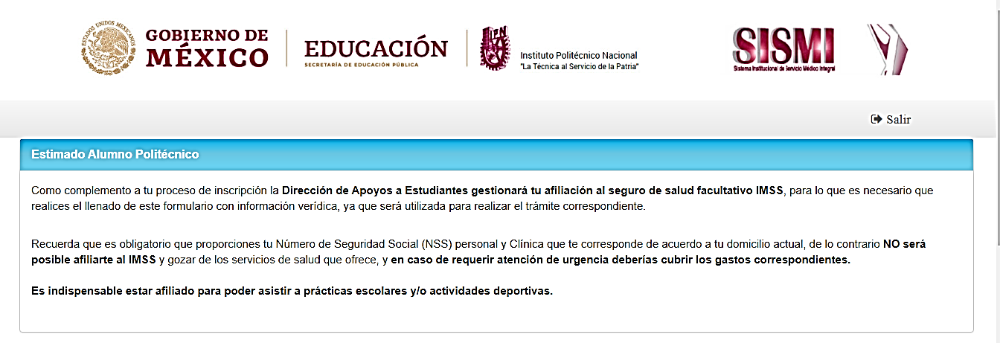 ESTADOS UNIDOS MEXICANOS
GOBIERNO DE
MÉXICO
EDUCACIÓN
SECRETARÍA DE EDUCACIÓN PÚBLICA
IPN
Instituto Politécnico Nacional
"La Técnica al Servicio de la Patria"
SISMI
Sistema Institucional de Servicio Médico Integral
Salir
Estimado Alumno Politécnico
Como complemento a tu proceso de inscripción la Dirección de Apoyos a Estudiantes gestionará tu afiliación al seguro de salud facultativo IMSS, para lo que es necesario que
realices el llenado de este formulario con información verídica, ya que será utilizada para realizar el trámite correspondiente.
Recuerda que es obligatorio que proporciones tu Número de Seguridad Social (NSS) personal y Clínica que te corresponde de acuerdo a tu domicilio actual, de lo contrario NO será
posible afiliarte al IMSS y gozar de los servicios de salud que ofrece, y en caso de requerir atención de urgencia deberías cubrir los gastos correspondientes.
Es indispensable estar afiliado para poder asistir a prácticas escolares y/o actividades deportivas.